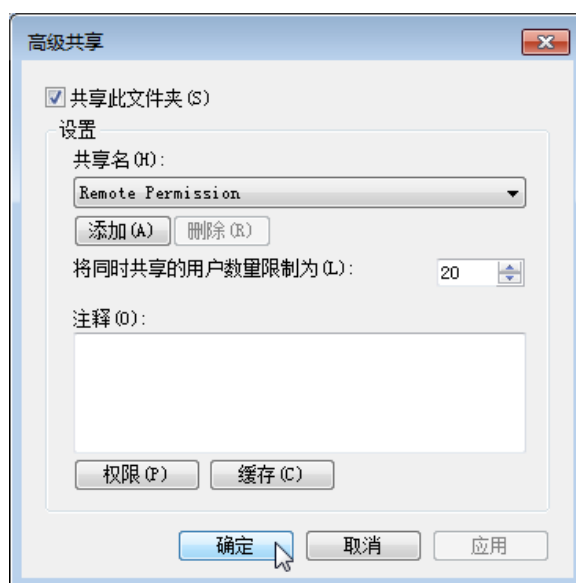 高级共享
共享此文件夹(S)
设置
共享名(H):
Remote Permission
添加(A) 删除(R)
将同时共享的用户数量限制为(L): 20
注释(O):
权限(P) 缓存(C)
确定 取消 应用